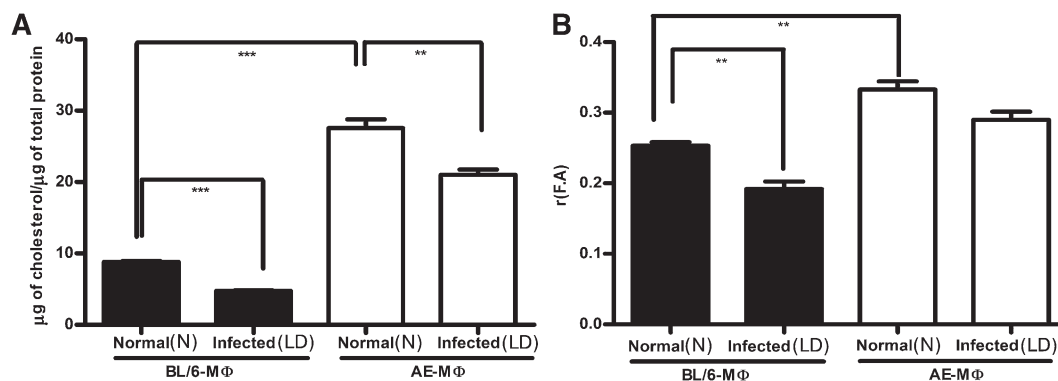 A
µg of cholesterol/µg of total protein
40
30
20
10
0
***
***
**
Normal(N) Infected(LD) Normal(N) Infected(LD)
BL/6-MΦ AE-MΦ
B
r(F.A)
0.4
0.3
0.2
0.1
0.0
**
**
Normal(N) Infected(LD) Normal(N) Infected(LD)
BL/6-MΦ AE-MΦ